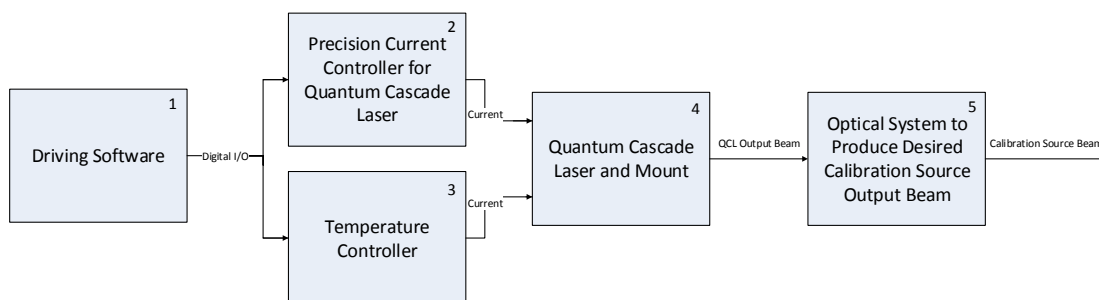 1
Driving Software
Digital I/O
2
Precision Current
Controller for
Quantum Cascade
Laser
Current
3
Temperature
Controller
Current
4
Quantum Cascade
Laser and Mount
QCL Output Beam
5
Optical System to
Produce Desired
Calibration Source
Output Beam
Calibration Source Beam